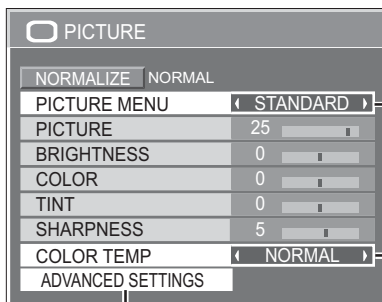 PICTURE
NORMALIZE NORMAL
PICTURE MENU STANDARD
PICTURE 25
BRIGHTNESS 0
COLOR 0
TINT 0
SHARPNESS 5
COLOR TEMP NORMAL
ADVANCED SETTINGS